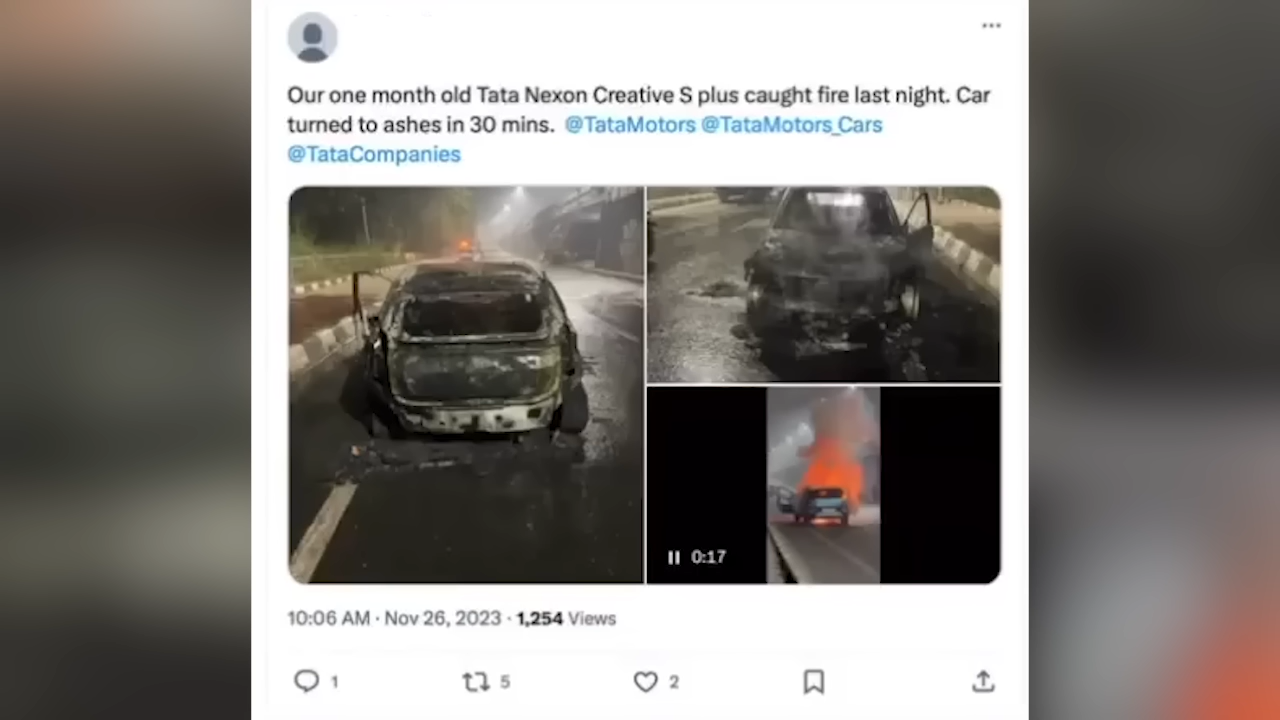 Our one month old Tata Nexon Creative S plus caught fire last night. Car
turned to ashes in 30 mins. @TataMotors @TataMotors_Cars
@TataCompanies
0:17
10:06 AM · Nov 26, 2023 · 1,254 Views
1 5 2